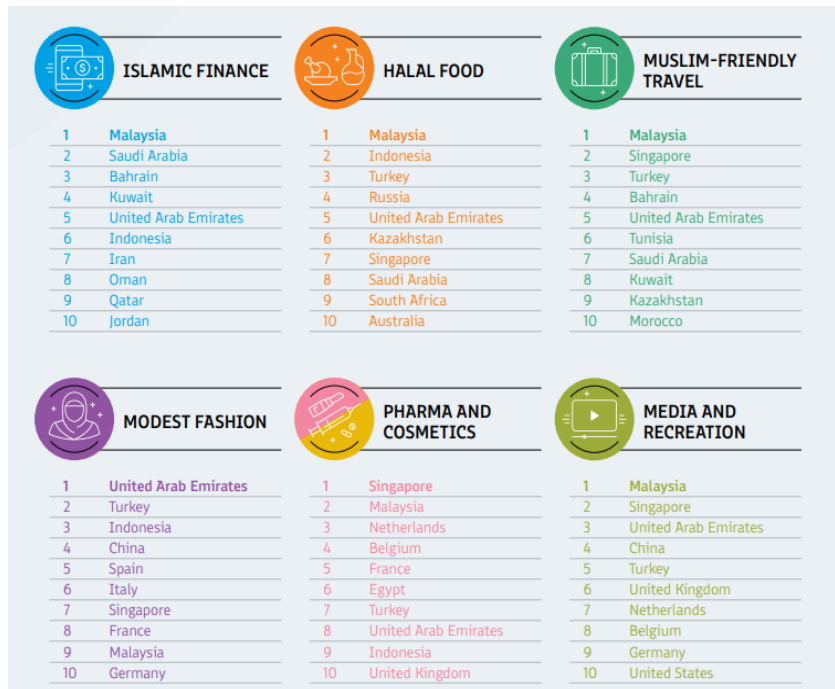 ISLAMIC FINANCE
1 Malaysia
2 Saudi Arabia
3 Bahrain
4 Kuwait
5 United Arab Emirates
6 Indonesia
7 Iran
8 Oman
9 Qatar
10 Jordan
HALAL FOOD
1 Malaysia
2 Indonesia
3 Turkey
4 Russia
5 United Arab Emirates
6 Kazakhstan
7 Singapore
8 Saudi Arabia
9 South Africa
10 Australia
MUSLIM-FRIENDLY
TRAVEL
1 Malaysia
2 Singapore
3 Turkey
4 Bahrain
5 United Arab Emirates
6 Tunisia
7 Saudi Arabia
8 Kuwait
9 Kazakhstan
10 Morocco
MODEST FASHION
1 United Arab Emirates
2 Turkey
3 Indonesia
4 China
5 Spain
6 Italy
7 Singapore
8 France
9 Malaysia
10 Germany
PHARMA AND
COSMETICS
1 Singapore
2 Malaysia
3 Netherlands
4 Belgium
5 France
6 Egypt
7 Turkey
8 United Arab Emirates
9 Indonesia
10 United Kingdom
MEDIA AND
RECREATION
1 Malaysia
2 Singapore
3 United Arab Emirates
4 China
5 Turkey
6 United Kingdom
7 Netherlands
8 Belgium
9 Germany
10 United States